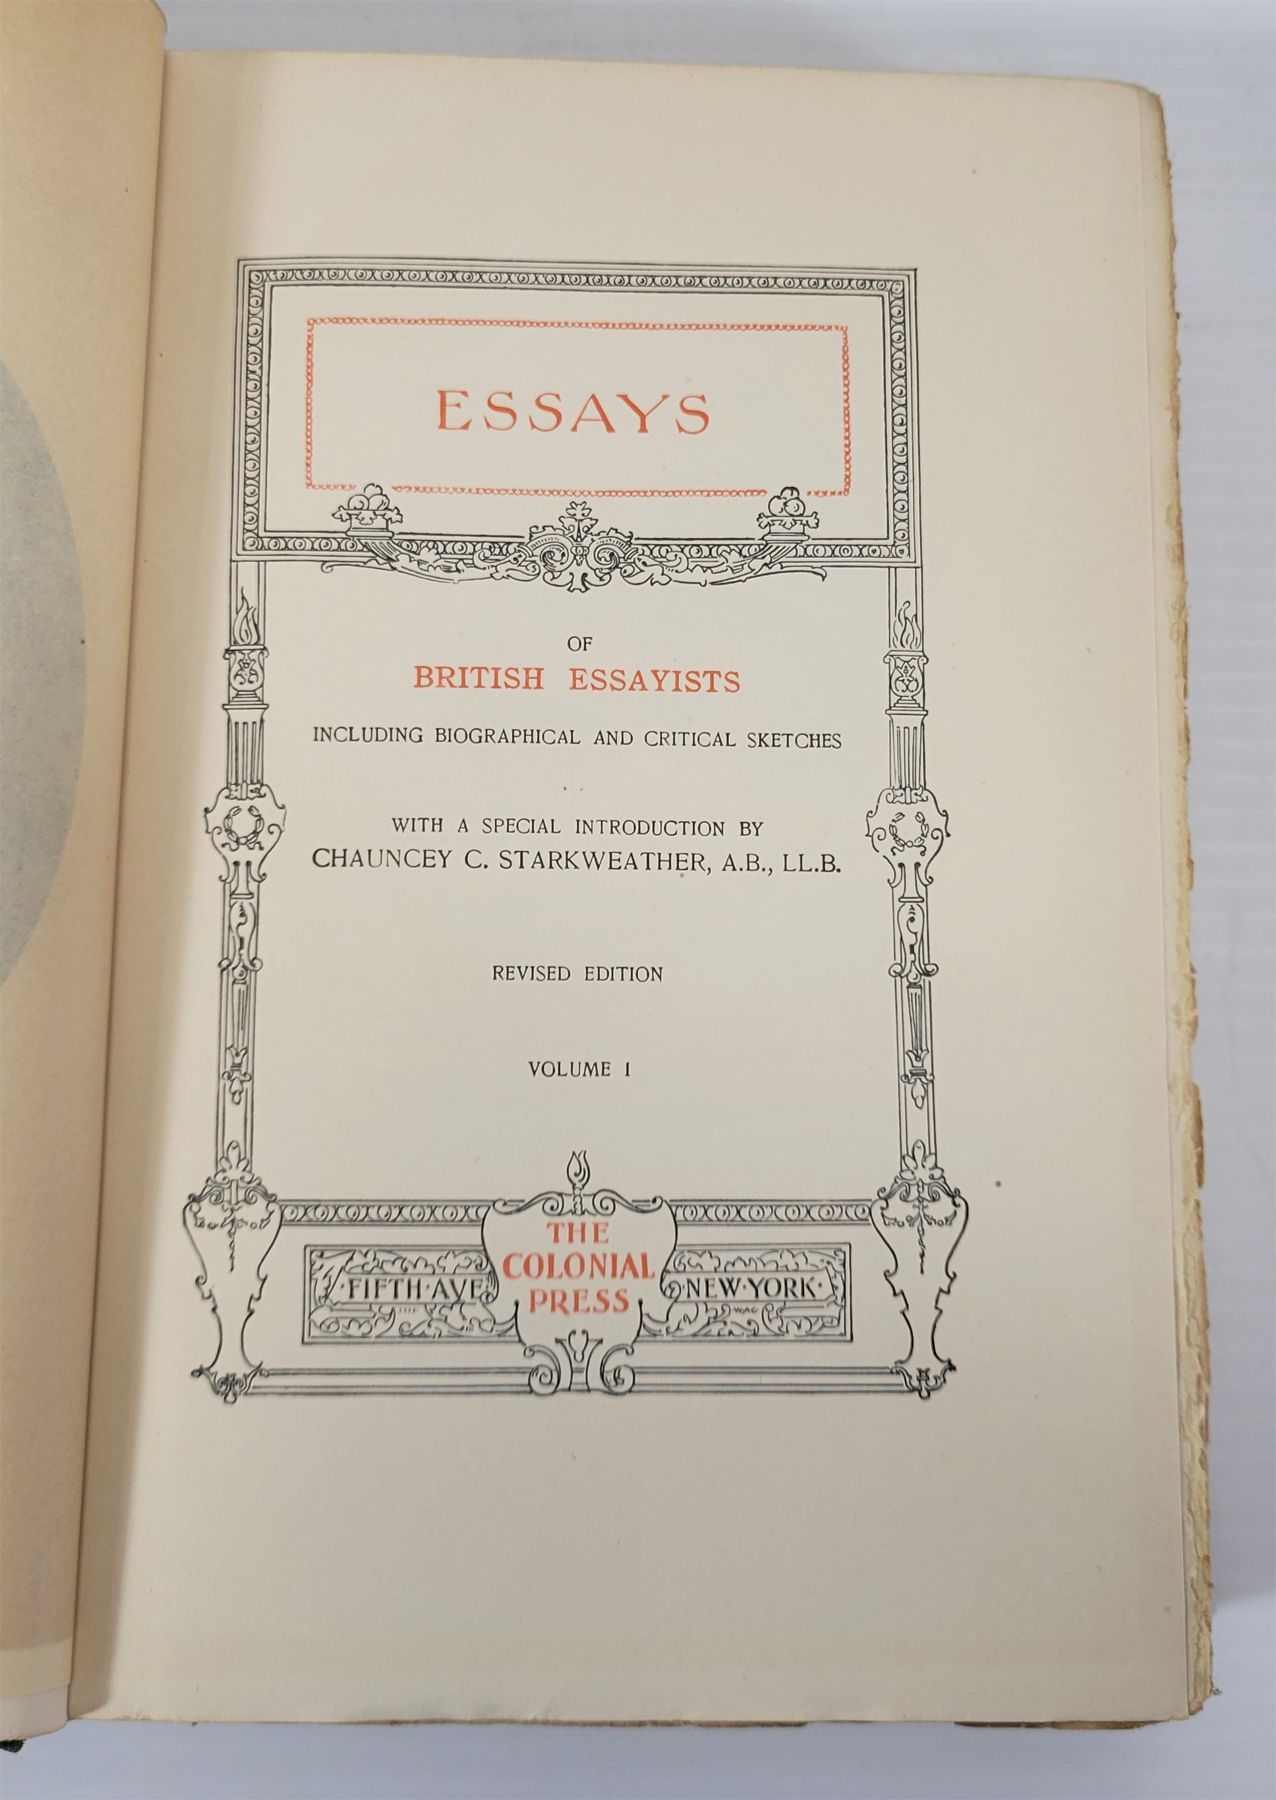 ESSAYS
OF
BRITISH ESSAYISTS
INCLUDING BIOGRAPHICAL AND CRITICAL SKETCHES
WITH A SPECIAL INTRODUCTION BY
CHAUNCEY C. STARKWEATHER, A.B., LL.B.
REVISED EDITION
VOLUME I
THE
COLONIAL
PRESS
·FIFTH·AVE
·NEW·YORK·